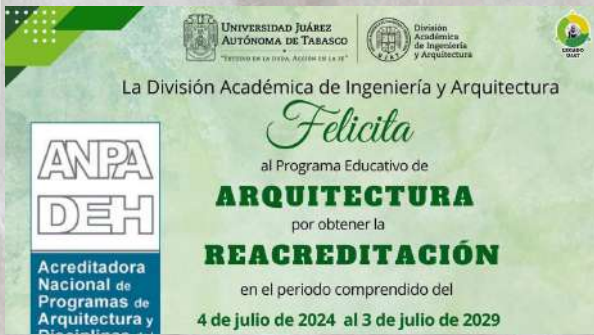 UNIVERSIDAD JUÁREZ
AUTÓNOMA DE TABASCO
"ESTUDIO EN LA DUDA. ACCIÓN EN LA FE"
División
Académica
de Ingeniería
y Arquitectura
La División Académica de Ingeniería y Arquitectura
Felicita
al Programa Educativo de
ARQUITECTURA
por obtener la
REACREDITACIÓN
en el periodo comprendido del
4 de julio de 2024 al 3 de julio de 2029
ANPA
DEH
Acreditadora
Nacional de
Programas de
Arquitectura y